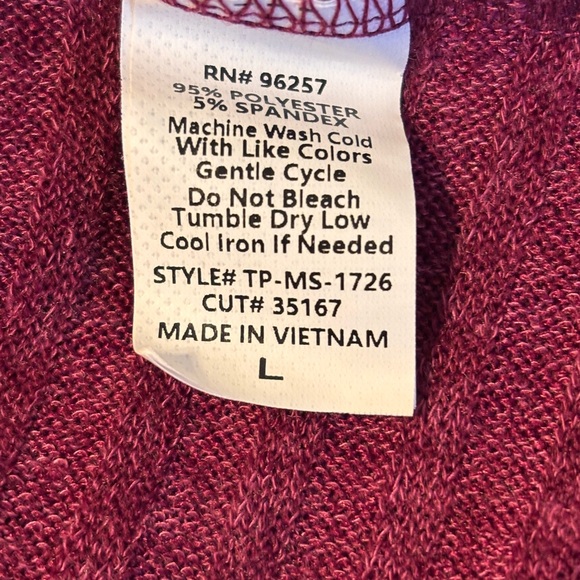 RN# 96257
95% POLYESTER
5% SPANDEX
Machine Wash Cold
With Like Colors
Gentle Cycle
Do Not Bleach
Tumble Dry Low
Cool Iron If Needed
STYLE# TP-MS-1726
CUT# 35167
MADE IN VIETNAM
L